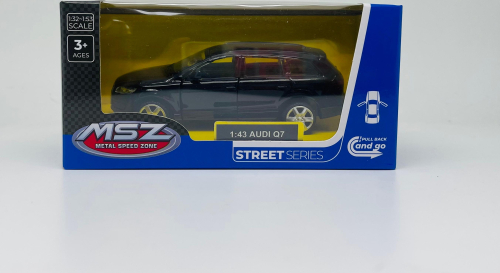 1:32-1:53
SCALE
3+
AGES
MSZ
METAL SPEED ZONE
1:43 AUDI Q7
STREET SERIES
PULL BACK
and go